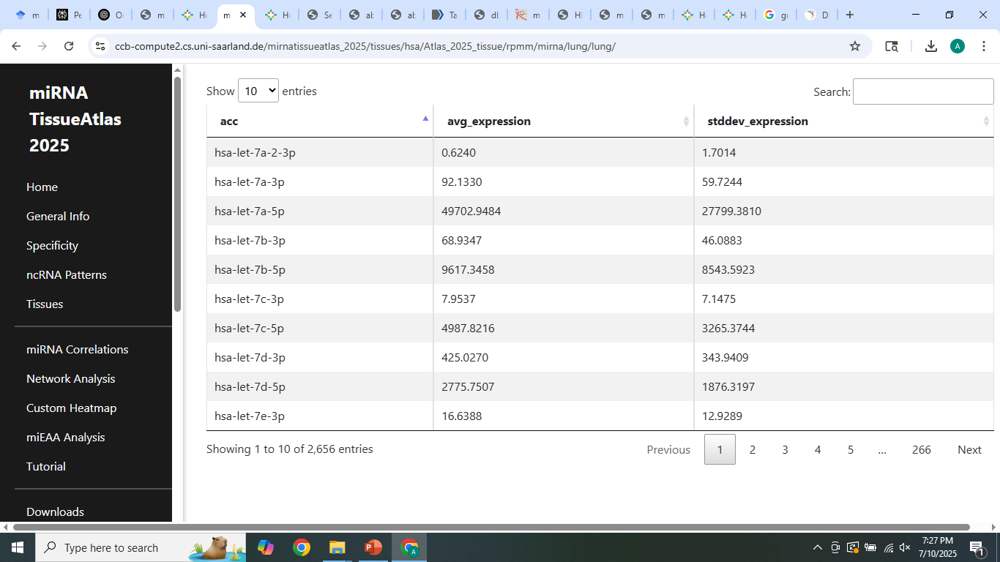 m
Pe
m
m
Se
ab
ab
Ta
m
m
m
ccb-compute2.cs.uni-saarland.de/mirnatissueatlas_2025/tissues/hsa/Atlas_2025_tissue/rpmm/mirna/lung/lung/
A
miRNA
TissueAtlas
2025
Home
General Info
Specificity
ncRNA Patterns
Tissues
miRNA Correlations
Network Analysis
Custom Heatmap
miEAA Analysis
Tutorial
Downloads
Show 10 entries
Search:
acc avg_expression stddev_expression
hsa-let-7a-2-3p 0.6240 1.7014
hsa-let-7a-3p 92.1330 59.7244
hsa-let-7a-5p 49702.9484 27799.3810
hsa-let-7b-3p 68.9347 46.0883
hsa-let-7b-5p 9617.3458 8543.5923
hsa-let-7c-3p 7.9537 7.1475
hsa-let-7c-5p 4987.8216 3265.3744
hsa-let-7d-3p 425.0270 343.9409
hsa-let-7d-5p 2775.7507 1876.3197
hsa-let-7e-3p 16.6388 12.9289
Showing 1 to 10 of 2,656 entries
Previous 1 2 3 4 5 ... 266 Next
Type here to search
7:27 PM
7/10/2025
1